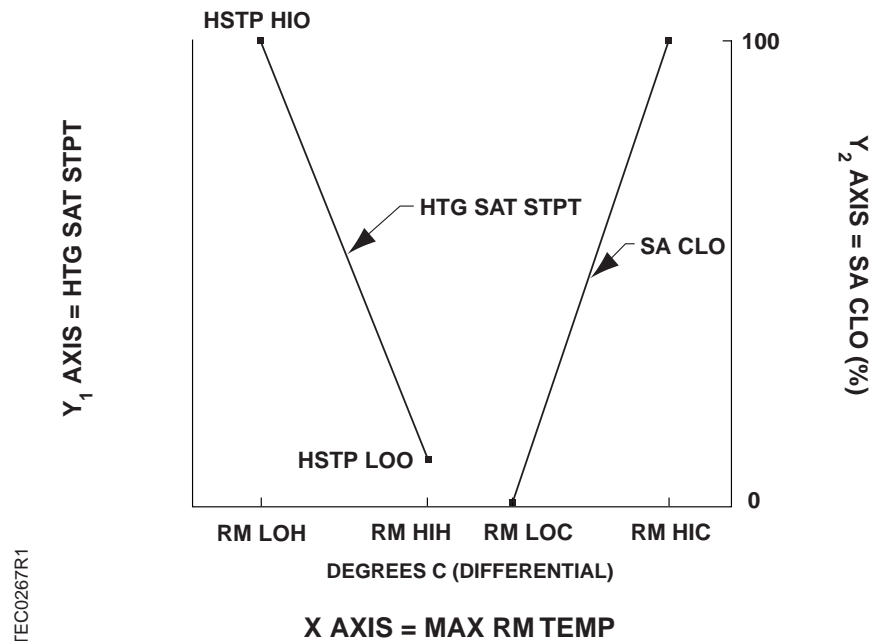 HSTP HIO
100
Y1 AXIS = HTG SAT STPT
HTG SAT STPT
SA CLO
Y2 AXIS = SA CLO (%)
HSTP LOO
0
RM LOH
RM HIH
RM LOC
RM HIC
DEGREES C (DIFFERENTIAL)
X AXIS = MAX RM TEMP
TEC0267R1